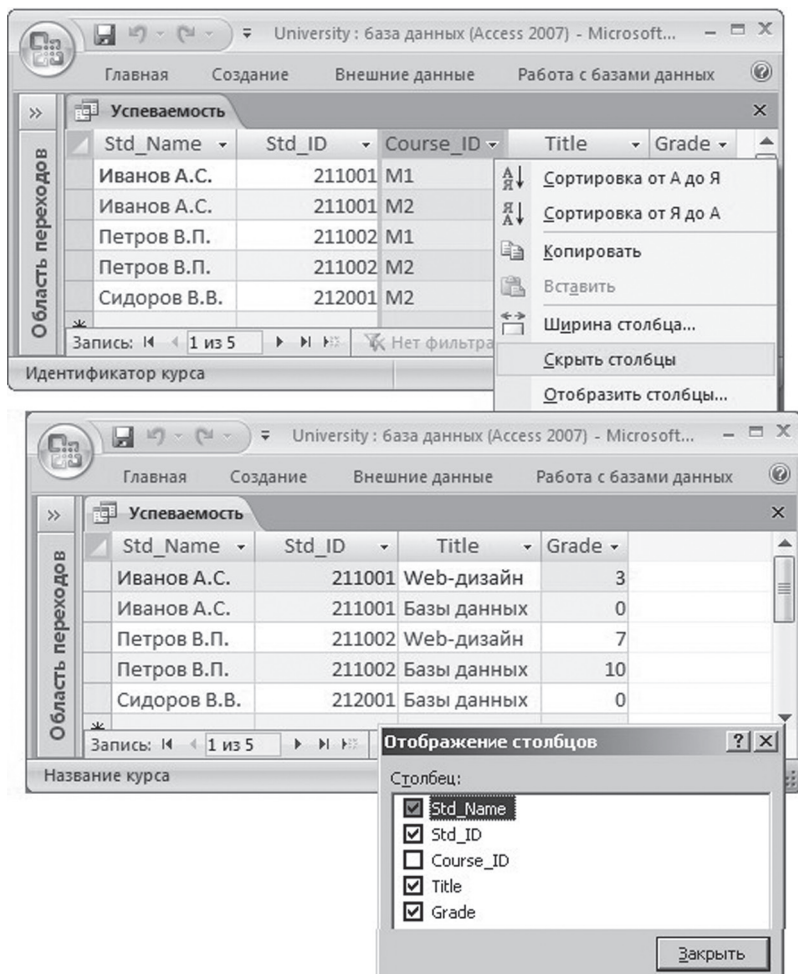 University : база данных (Access 2007) - Microsoft...
Главная Создание Внешние данные Работа с базами данных
Успеваемость
Область переходов
Std_Name Std_ID Course_ID Title Grade
Иванов А.С. 211001 М1
Иванов А.С. 211001 М2
Петров В.П. 211002 М1
Петров В.П. 211002 М2
Сидоров В.В. 212001 М2
Запись: 1 из 5 Нет фильтра
Идентификатор курса
Сортировка от А до Я
Сортировка от Я до А
Копировать
Вставить
Ширина столбца...
Скрыть столбцы
Отобразить столбцы...
University : база данных (Access 2007) - Microsoft...
Главная Создание Внешние данные Работа с базами данных
Успеваемость
Область переходов
Std_Name Std_ID Title Grade
Иванов А.С. 211001 Web-дизайн 3
Иванов А.С. 211001 Базы данных 0
Петров В.П. 211002 Web-дизайн 7
Петров В.П. 211002 Базы данных 10
Сидоров В.В. 212001 Базы данных 0
Запись: 1 из 5
Название курса
Отображение столбцов
Столбец:
Std_Name
Std_ID
Course_ID
Title
Grade
Закрыть